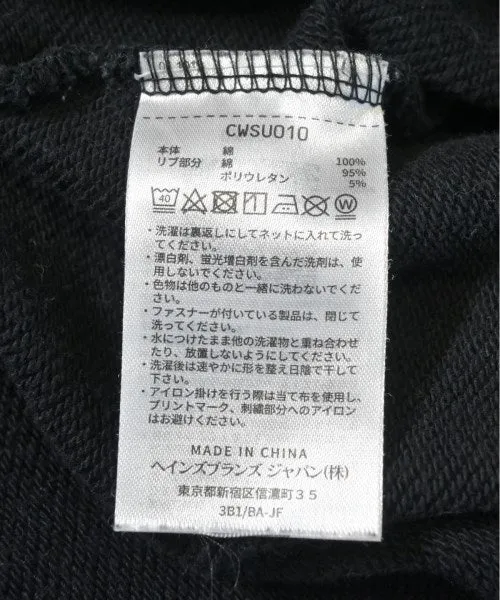 CWSU010
本体 綿 100%
リブ部分 綿 95%
ポリウレタン 5%
40
W
・洗濯は裏返しにしてネットに入れて洗っ
てください。
・漂白剤、蛍光増白剤を含んだ洗剤は、使
用しないでください。
・色物は他のものと一緒に洗わないでくだ
さい。
・ファスナーが付いている製品は、閉じて
洗ってください。
・水につけたまま他の洗濯物と重ね合わせ
たり、放置しないようにしてください。
・洗濯後は速やかに形を整え日陰で干して
下さい。
・アイロン掛けを行う際は当て布を使用し、
プリントマーク、刺繍部分へのアイロン
はお避けください。
MADE IN CHINA
ヘインズブランズ ジャパン(株)
東京都新宿区信濃町35
3B1/BA-JF